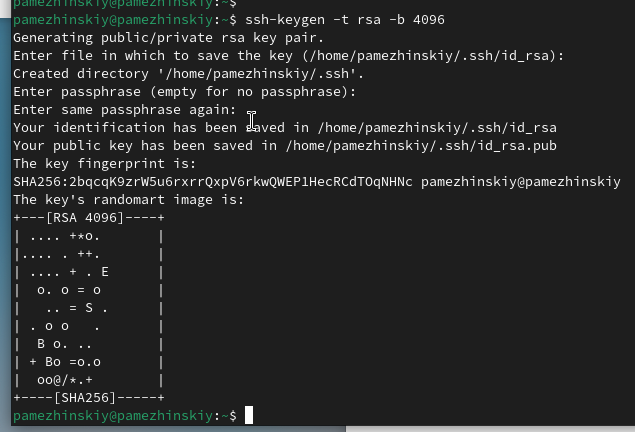 pamezhinskiy@pamezhinskiy:~$
pamezhinskiy@pamezhinskiy:~$ ssh-keygen -t rsa -b 4096
Generating public/private rsa key pair.
Enter file in which to save the key (/home/pamezhinskiy/.ssh/id_rsa):
Created directory '/home/pamezhinskiy/.ssh'.
Enter passphrase (empty for no passphrase):
Enter same passphrase again:
Your identification has been saved in /home/pamezhinskiy/.ssh/id_rsa
Your public key has been saved in /home/pamezhinskiy/.ssh/id_rsa.pub
The key fingerprint is:
SHA256:2bqcqK9zrW5u6rxrrQxpV6rkwQWEP1HecRCdTOqNHNc pamezhinskiy@pamezhinskiy
The key's randomart image is:
+---[RSA 4096]----+
| .... +*o.       |
|.... . ++.       |
| .... + . E      |
|  o. o = o       |
|   .. = S .      |
| . o o   .       |
|  B o. ..        |
| + Bo =o.o       |
|  oo@/*.+        |
+----[SHA256]-----+
pamezhinskiy@pamezhinskiy:~$